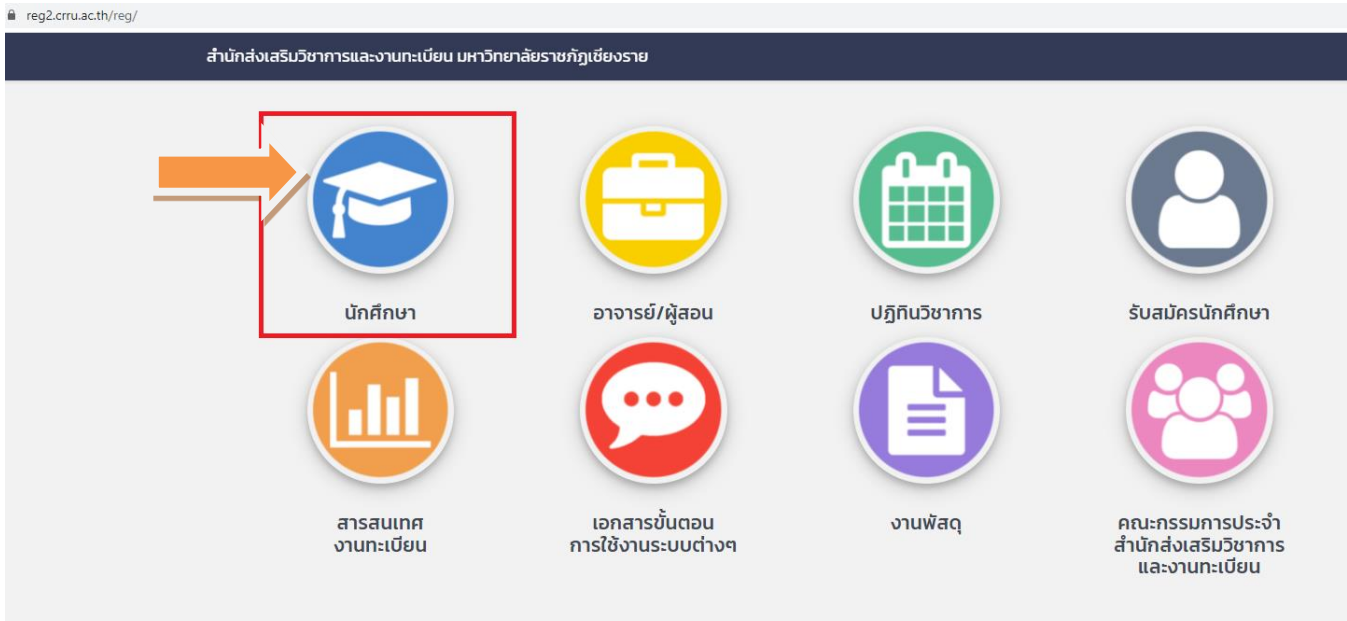 reg2.crru.ac.th/reg/
สำนักส่งเสริมวิชาการและงานทะเบียน มหาวิทยาลัยราชภัฏเชียงราย
นักศึกษา
อาจารย์/ผู้สอน
ปฏิทินวิชาการ
รับสมัครนักศึกษา
สารสนเทศ
งานทะเบียน
เอกสารขั้นตอน
การใช้งานระบบต่างๆ
งานพัสดุ
คณะกรรมการประจำ
สำนักส่งเสริมวิชาการ
และงานทะเบียน